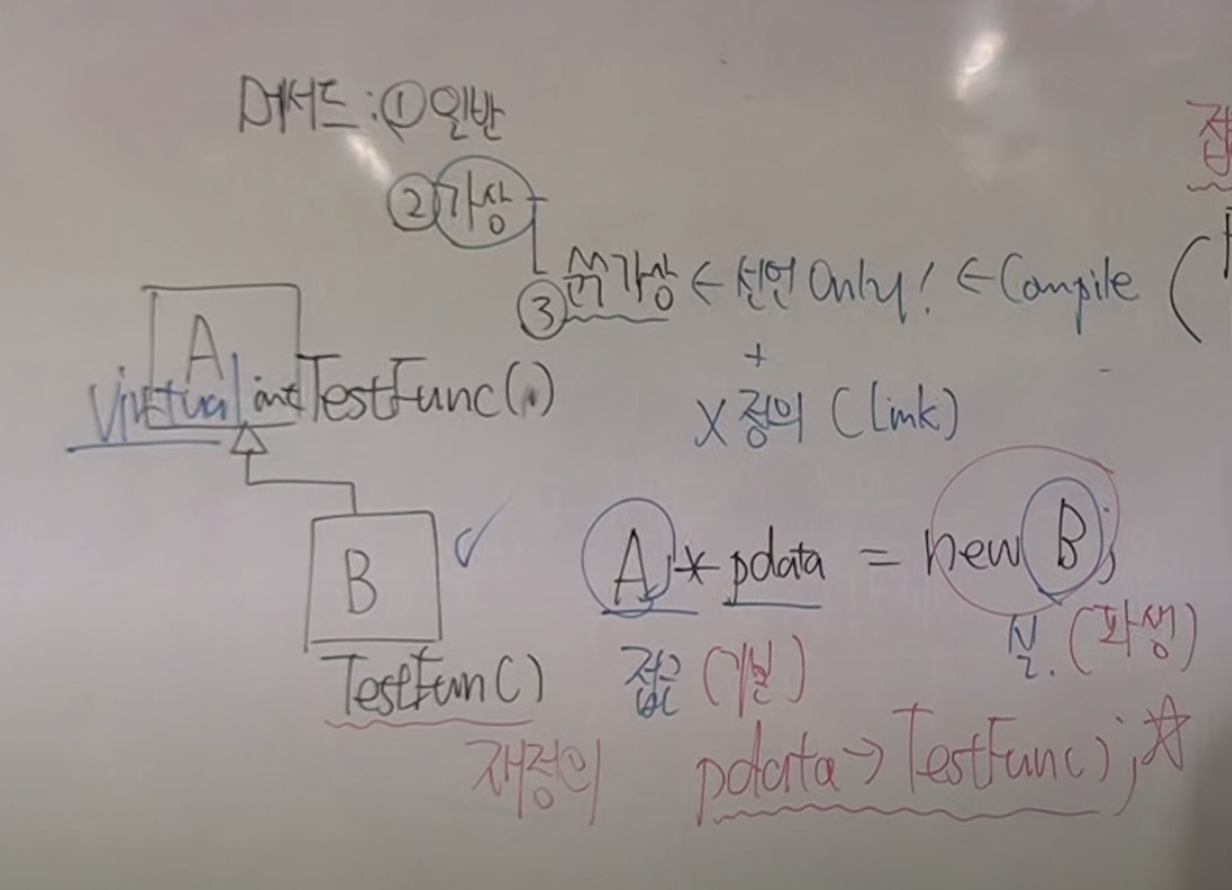 메서드 : ① 일반
② 가상
③ 순수가상 ← 선언 Only! ← Compile (
+
X 정의 (Link)
A
virtual int TestFunc( )
B
TestFunc()
재정의
A* pdata = new B;
접근 (기본) 실. (파생)
pdata→TestFunc();